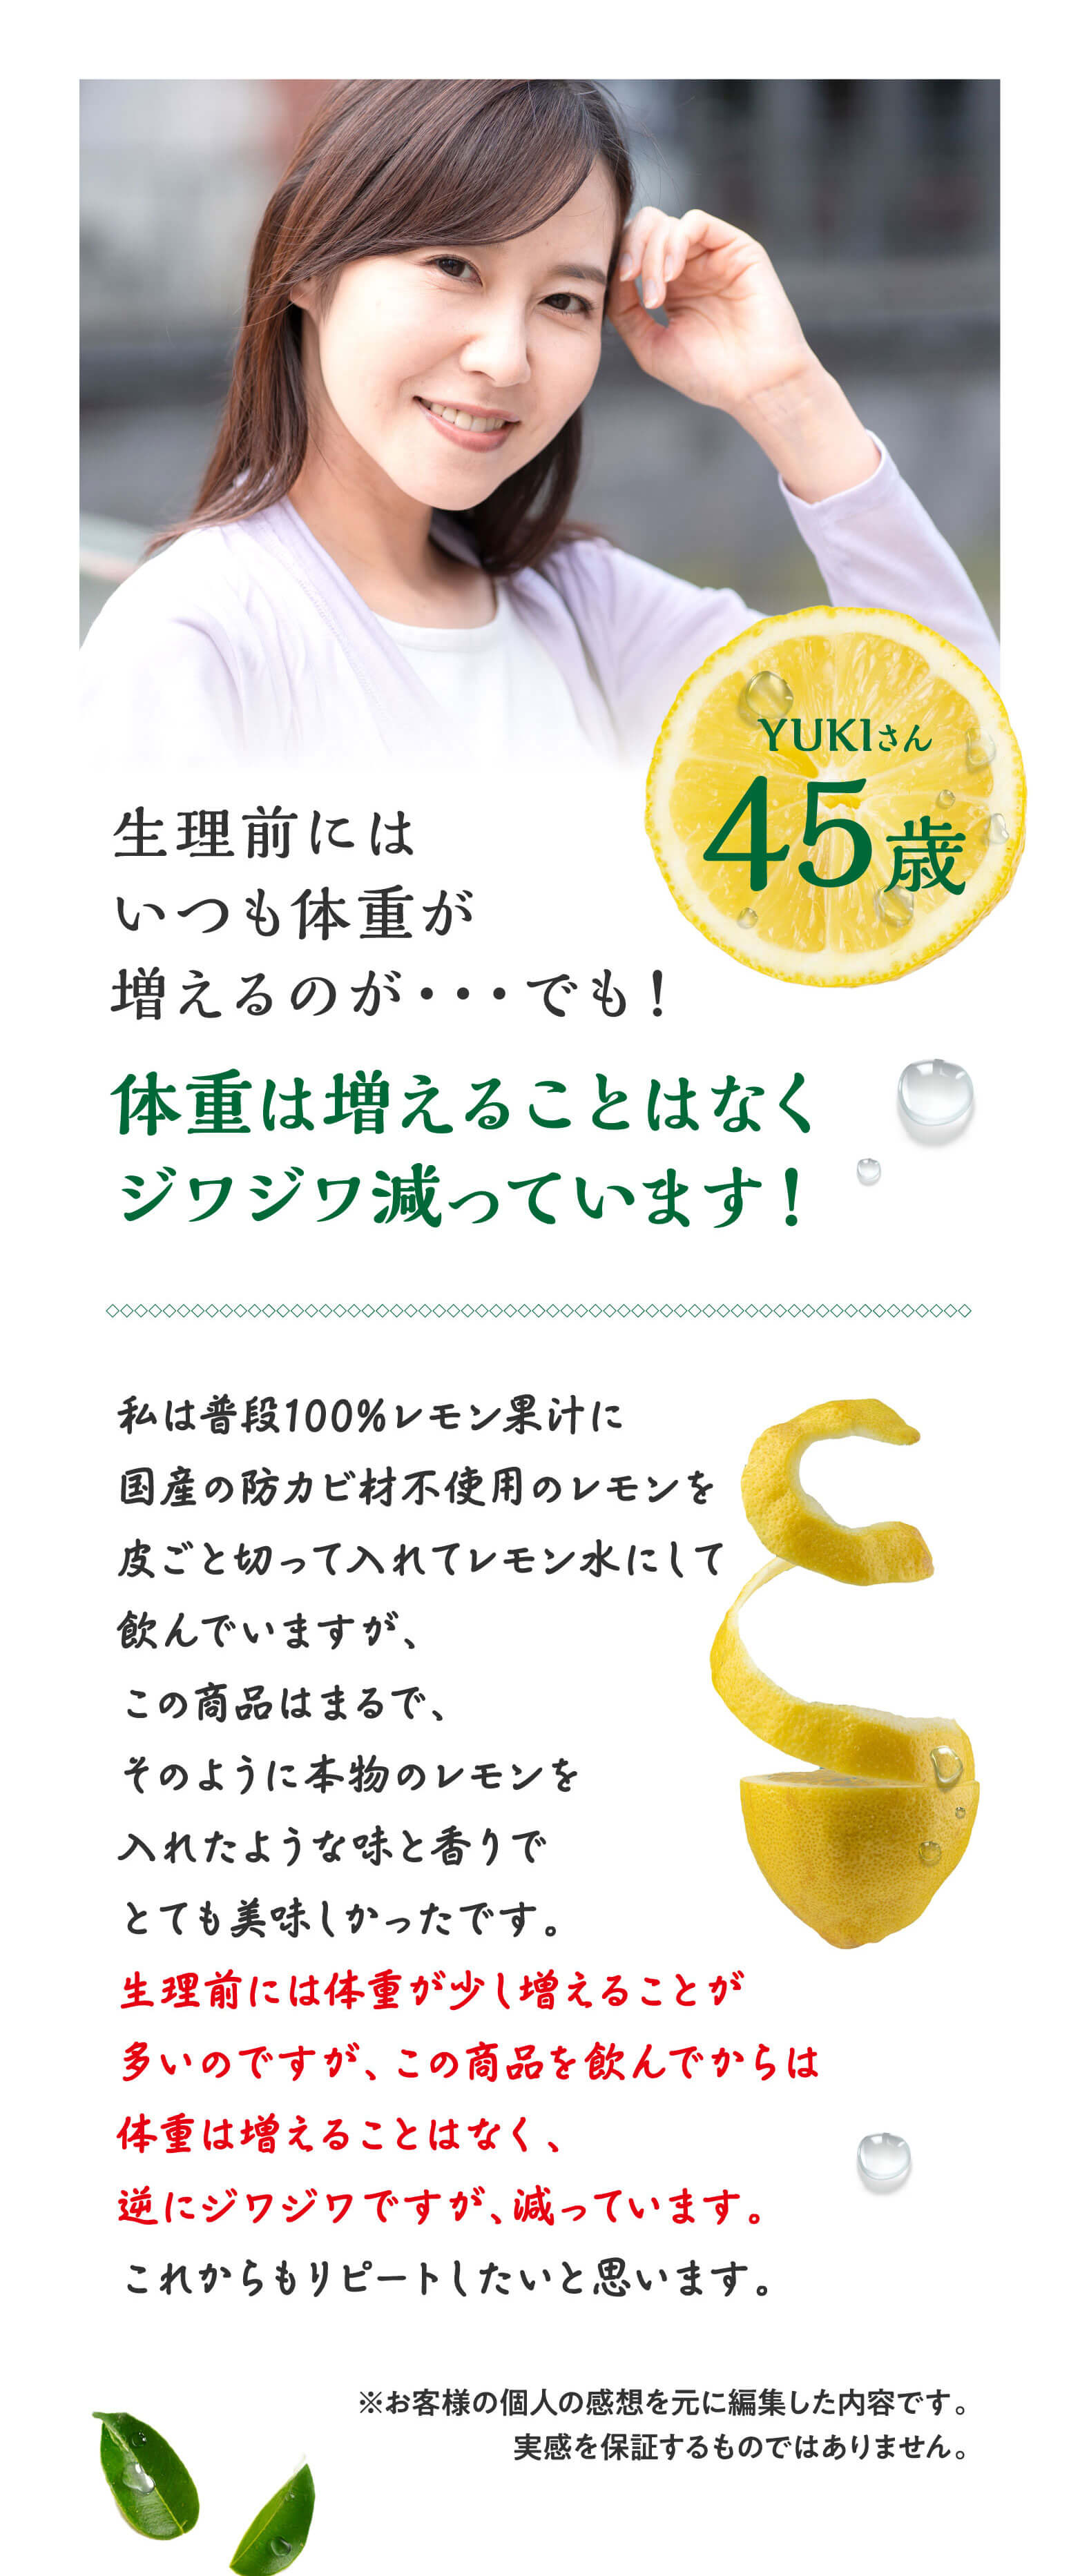 YUKIさん
45歳
生理前には
いつも体重が
増えるのが・・・でも！
体重は増えることはなく
ジワジワ減っています！
私は普段100%レモン果汁に
国産の防カビ材不使用のレモンを
皮ごと切って入れてレモン水にして
飲んでいますが、
この商品はまるで、
そのように本物のレモンを
入れたような味と香りで
とても美味しかったです。
生理前には体重が少し増えることが
多いのですが、この商品を飲んでからは
体重は増えることはなく、
逆にジワジワですが、減っています。
これからもリピートしたいと思います。
※お客様の個人の感想を元に編集した内容です。
実感を保証するものではありません。